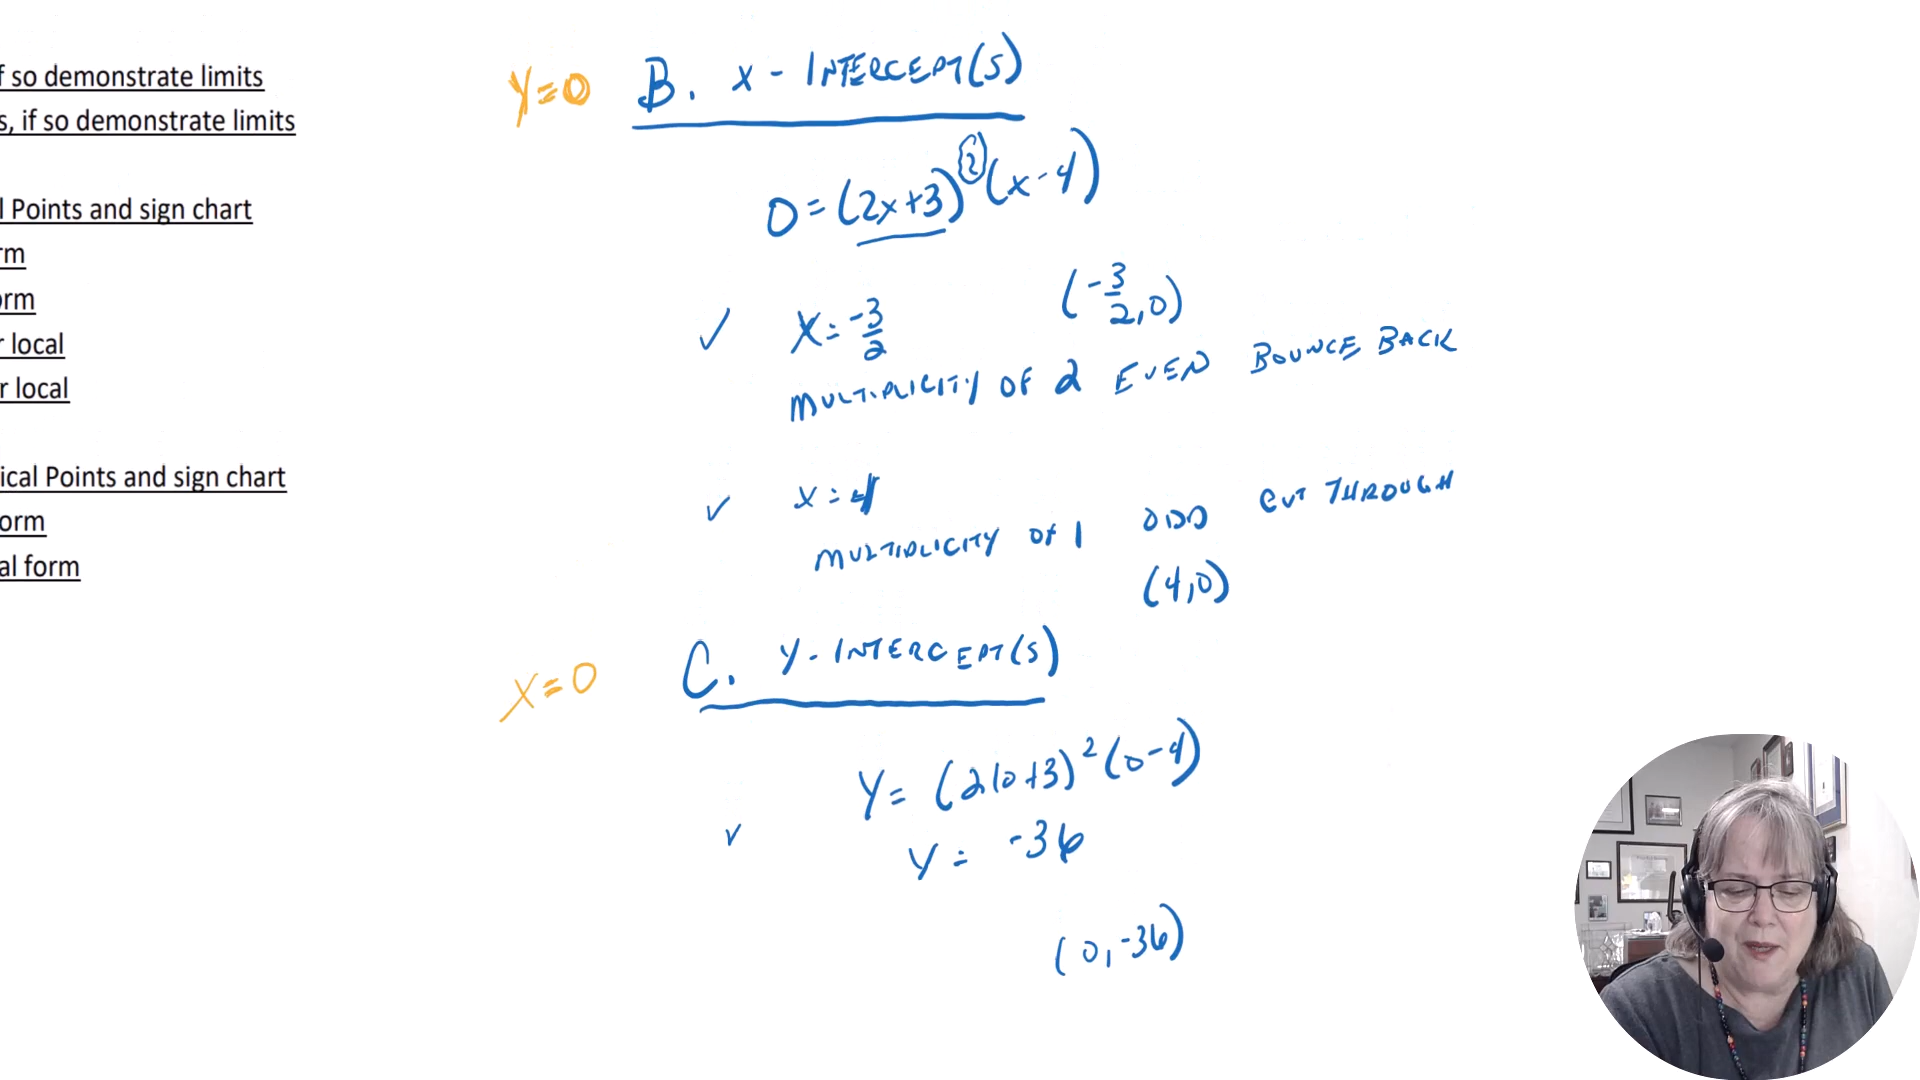 f so demonstrate limits
s, if so demonstrate limits
l Points and sign chart
rm
orm
r local
r local
ical Points and sign chart
orm
al form
Y=0 B. X - INTERCEPT(S)
0=(2x+3)²(x-4)
✓ X=-3/2 (-3/2,0)
MULTIPLICITY OF 2 EVEN BOUNCE BACK
✓ X=4
MULTIPLICITY OF 1 ODD CUT THROUGH
(4,0)
X=0 C. Y-INTERCEPT(S)
Y=(2(0+3)²(0-4)
✓ Y=-36
(0,-36)